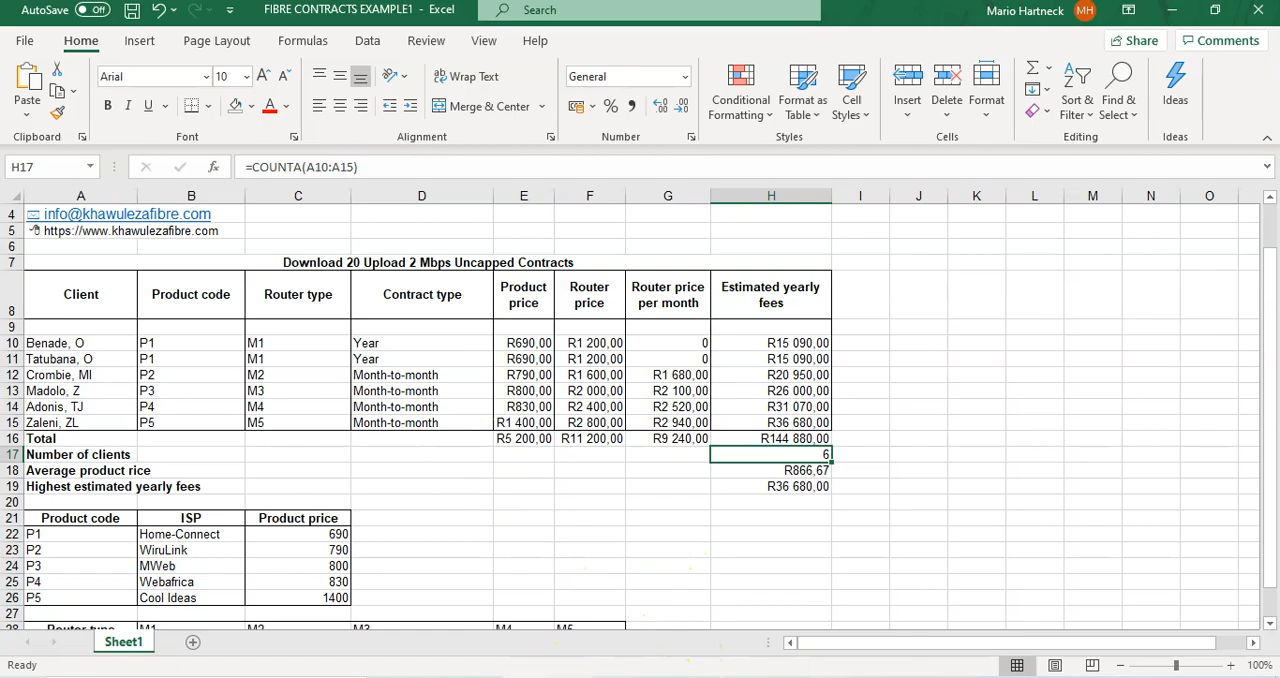 AutoSave Off FIBRE CONTRACTS EXAMPLE1 - Excel Search Mario Hartneck MH
File Home Insert Page Layout Formulas Data Review View Help Share Comments
Arial 10 Wrap Text General
Paste B I U Merge & Center % , Conditional Formatting Format as Table Cell Styles Insert Delete Format Sort & Filter Find & Select Ideas
Clipboard Font Alignment Number Styles Cells Editing Ideas
H17 fx =COUNTA(A10:A15)
A B C D E F G H I J K L M N O
4 info@khawulezafibre.com
5 https://www.khawulezafibre.com
6
7 Download 20 Upload 2 Mbps Uncapped Contracts
8 Client Product code Router type Contract type Product price Router price Router price per month Estimated yearly fees
9
10 Benade, O P1 M1 Year R690,00 R1 200,00 0 R15 090,00
11 Tatubana, O P1 M1 Year R690,00 R1 200,00 0 R15 090,00
12 Crombie, MI P2 M2 Month-to-month R790,00 R1 600,00 R1 680,00 R20 950,00
13 Madolo, Z P3 M3 Month-to-month R800,00 R2 000,00 R2 100,00 R26 000,00
14 Adonis, TJ P4 M4 Month-to-month R830,00 R2 400,00 R2 520,00 R31 070,00
15 Zaleni, ZL P5 M5 Month-to-month R1 400,00 R2 800,00 R2 940,00 R36 680,00
16 Total R5 200,00 R11 200,00 R9 240,00 R144 880,00
17 Number of clients 6
18 Average product rice R866,67
19 Highest estimated yearly fees R36 680,00
20
21 Product code ISP Product price
22 P1 Home-Connect 690
23 P2 WiruLink 790
24 P3 MWeb 800
25 P4 Webafrica 830
26 P5 Cool Ideas 1400
27
28 Router type M1 M2 M3 M4 M5
Sheet1
Ready 100%